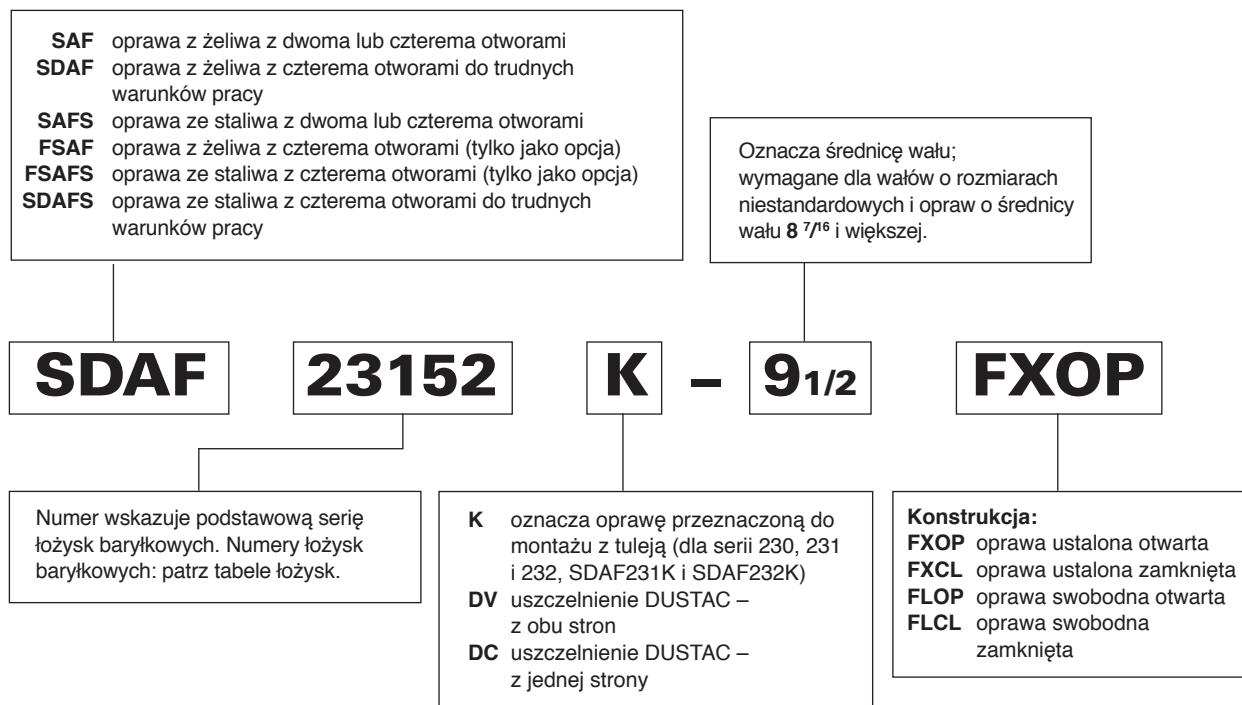 SAF oprawa z żeliwa z dwoma lub czterema otworami
SDAF oprawa z żeliwa z czterema otworami do trudnych
warunków pracy
SAFS oprawa ze staliwa z dwoma lub czterema otworami
FSAF oprawa z żeliwa z czterema otworami (tylko jako opcja)
FSAFS oprawa ze staliwa z czterema otworami (tylko jako opcja)
SDAFS oprawa ze staliwa z czterema otworami do trudnych
warunków pracy
Oznacza średnicę wału;
wymagane dla wałów o rozmiarach
niestandardowych i opraw o średnicy
wału 8 7/16 i większej.
SDAF 23152 K – 9 1/2 FXOP
Numer wskazuje podstawową serię
łożysk baryłkowych. Numery łożysk
baryłkowych: patrz tabele łożysk.
K oznacza oprawę przeznaczoną do
montażu z tuleją (dla serii 230, 231
i 232, SDAF231K i SDAF232K)
DV uszczelnienie DUSTAC –
z obu stron
DC uszczelnienie DUSTAC –
z jednej strony
Konstrukcja:
FXOP oprawa ustalona otwarta
FXCL oprawa ustalona zamknięta
FLOP oprawa swobodna otwarta
FLCL oprawa swobodna
zamknięta